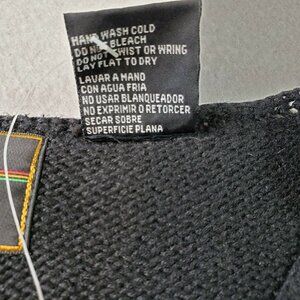 HAND WASH COLD
DO NOT BLEACH
DO NOT TWIST OR WRING
LAY FLAT TO DRY
LAVAR A MANO
CON AGUA FRIA
NO USAR BLANQUEADOR
NO EXPRIMIR O RETORCER
SECAR SOBRE
SUPERFICIE PLANA